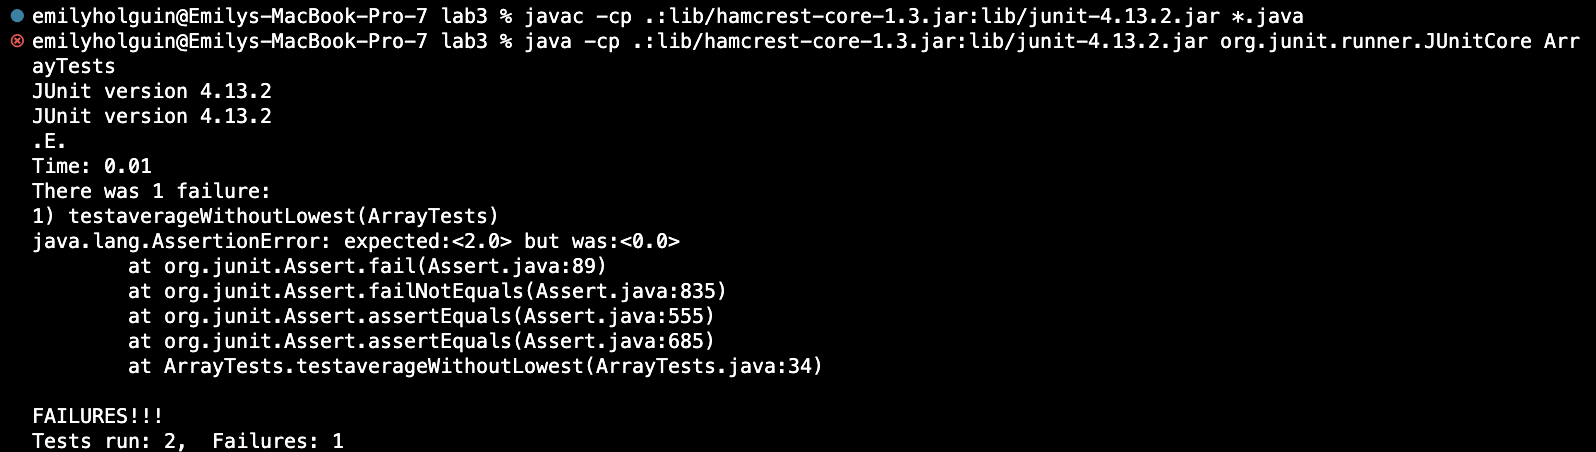 emilyholguin@Emilys-MacBook-Pro-7 lab3 % javac -cp .:lib/hamcrest-core-1.3.jar:lib/junit-4.13.2.jar *.java
emilyholguin@Emilys-MacBook-Pro-7 lab3 % java -cp .:lib/hamcrest-core-1.3.jar:lib/junit-4.13.2.jar org.junit.runner.JUnitCore Arr
ayTests
JUnit version 4.13.2
JUnit version 4.13.2
.E.
Time: 0.01
There was 1 failure:
1) testaverageWithoutLowest(ArrayTests)
java.lang.AssertionError: expected:<2.0> but was:<0.0>
        at org.junit.Assert.fail(Assert.java:89)
        at org.junit.Assert.failNotEquals(Assert.java:835)
        at org.junit.Assert.assertEquals(Assert.java:555)
        at org.junit.Assert.assertEquals(Assert.java:685)
        at ArrayTests.testaverageWithoutLowest(ArrayTests.java:34)
FAILURES!!!
Tests run: 2,  Failures: 1